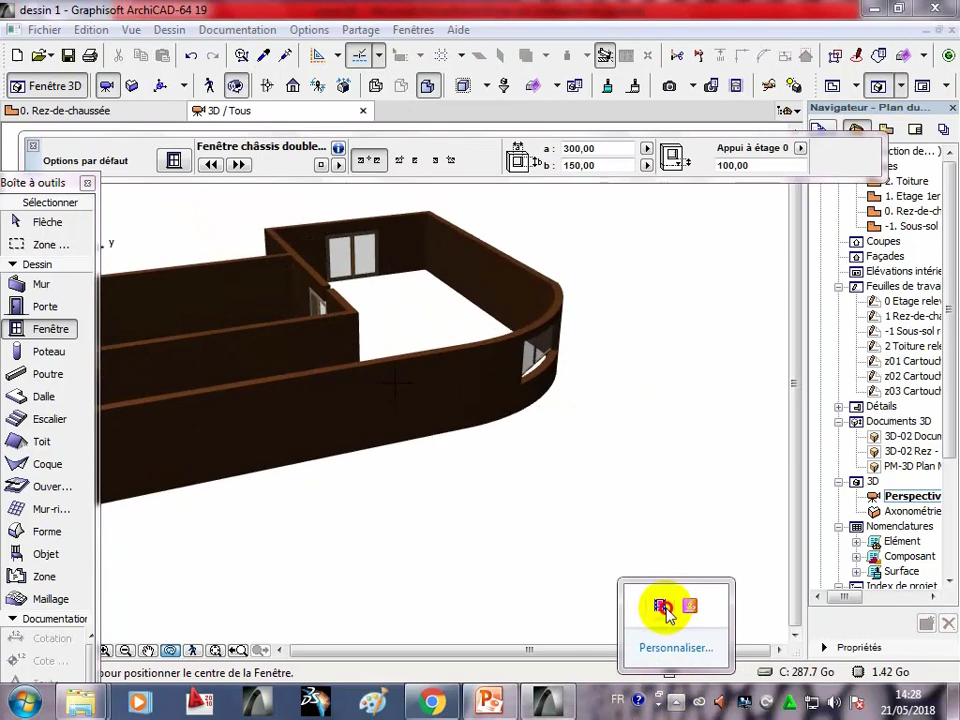 dessin 1 - Graphisoft ArchiCAD-64 19
Fichier Edition Vue Dessin Documentation Options Partage Fenêtres Aide
Fenêtre 3D
0. Rez-de-chaussée
3D / Tous
Navigateur - Plan du...
Options par défaut
Fenêtre châssis double...
a : 300,00
b : 150,00
Appui à étage 0
100,00
Boîte à outils
Sélectionner
Flèche
Zone ...
Dessin
Mur
Porte
Fenêtre
Poteau
Poutre
Dalle
Escalier
Toit
Coque
Ouver...
Mur-ri...
Forme
Objet
Zone
Maillage
Documentation
Cotation
Cote ...
y
2. Toiture
1. Etage 1er
0. Rez-de-ch
-1. Sous-sol
Coupes
Façades
Elévations intérie
Feuilles de trava
0 Etage relev
1 Rez-de-ch
-1 Sous-sol r
2 Toiture rele
z01 Cartouch
z02 Cartouch
z03 Cartouch
Détails
Documents 3D
3D-02 Docum
3D-02 Rez -
PM-3D Plan M
3D
Perspectiv
Axonométrie
Nomenclatures
Elément
Composant
Surface
Index de projet
Propriétés
Personnaliser...
pour positionner le centre de la Fenêtre.
C: 287.7 Go
1.42 Go
FR
14:28
21/05/2018